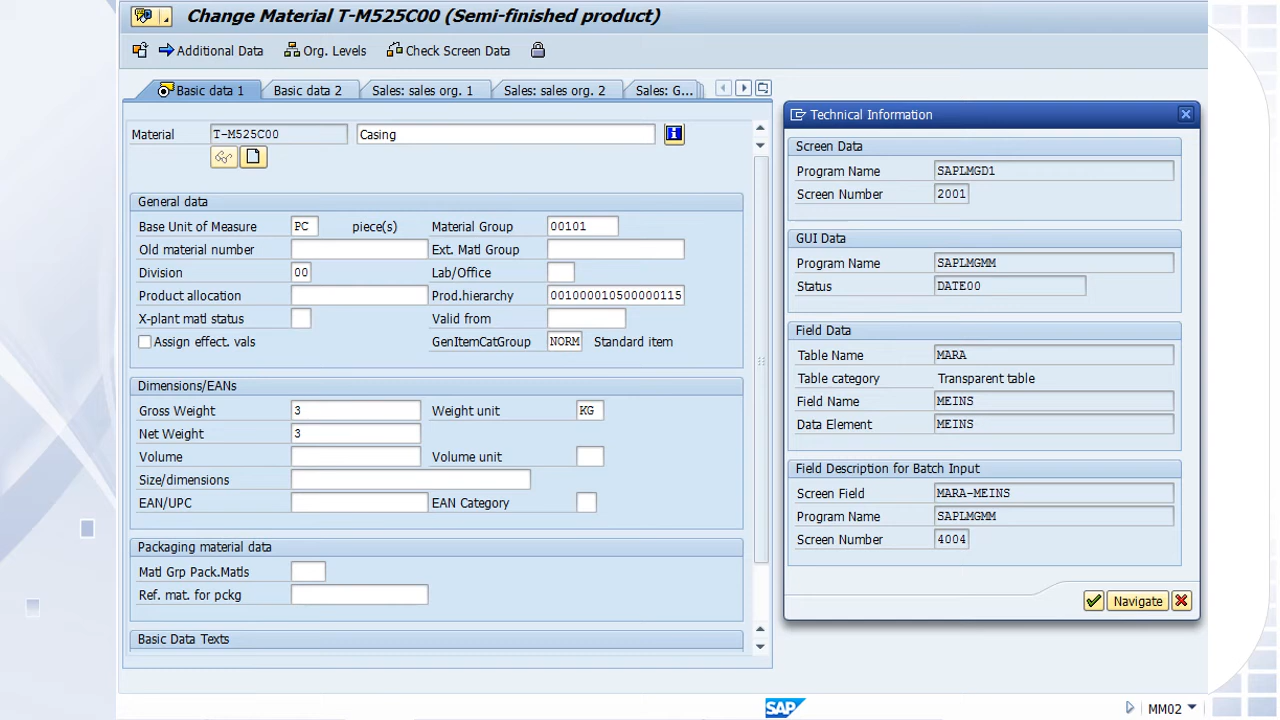 Change Material T-M525C00 (Semi-finished product)
Additional Data Org. Levels Check Screen Data
Basic data 1 Basic data 2 Sales: sales org. 1 Sales: sales org. 2 Sales: G...
Material T-M525C00 Casing
General data
Base Unit of Measure PC piece(s) Material Group 00101
Old material number Ext. Matl Group
Division 00 Lab/Office
Product allocation Prod.hierarchy 001000010500000115
X-plant matl status Valid from
Assign effect. vals GenItemCatGroup NORM Standard item
Dimensions/EANs
Gross Weight 3 Weight unit KG
Net Weight 3
Volume Volume unit
Size/dimensions
EAN/UPC EAN Category
Packaging material data
Matl Grp Pack.Matls
Ref. mat. for pckg
Basic Data Texts
Technical Information
Screen Data
Program Name SAPLMGD1
Screen Number 2001
GUI Data
Program Name SAPLMGMM
Status DATE00
Field Data
Table Name MARA
Table category Transparent table
Field Name MEINS
Data Element MEINS
Field Description for Batch Input
Screen Field MARA-MEINS
Program Name SAPLMGMM
Screen Number 4004
Navigate
SAP MM02